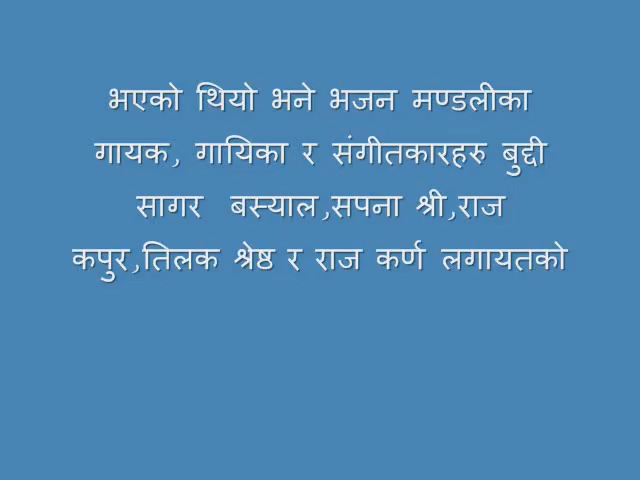 भएको थियो भने भजन मण्डलीका
गायक, गायिका र संगीतकारहरु बुद्दी
सागर बस्याल,सपना श्री,राज
कपुर,तिलक श्रेष्ठ र राज कर्ण लगायतको